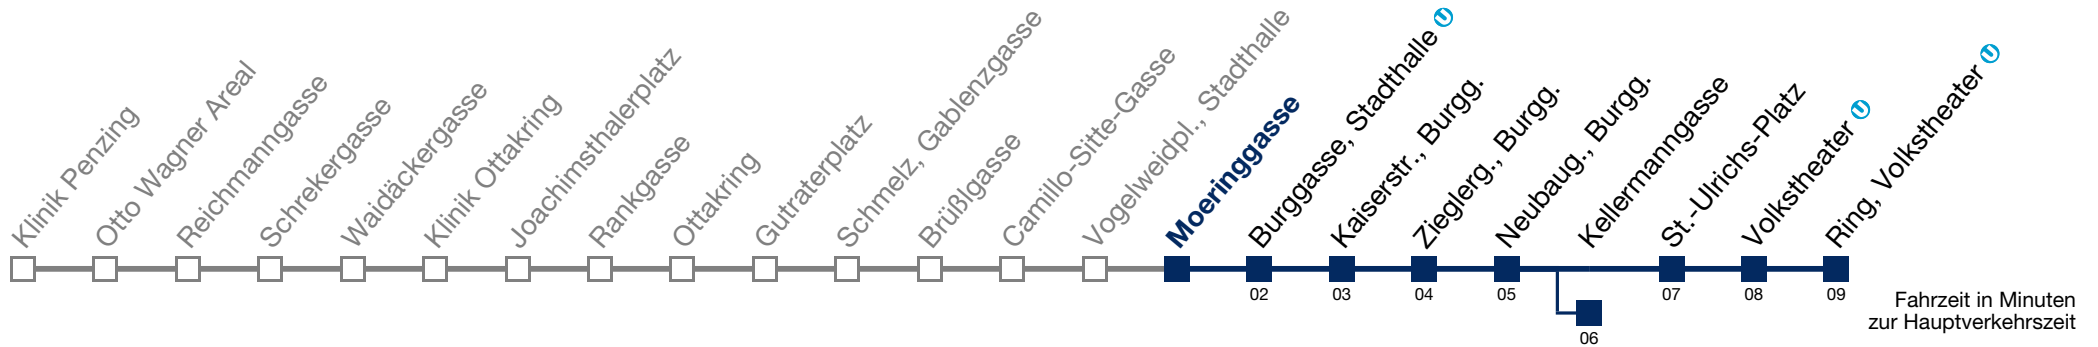 Klinik Penzing
Otto Wagner Areal
Reichmanngasse
Schrekergasse
Waidäckergasse
Klinik Ottakring
Joachimsthalerplatz
Rankgasse
Ottakring
Gutraterplatz
Schmelz, Gablenzgasse
Brüßlgasse
Camillo-Sitte-Gasse
Vogelweidpl., Stadthalle
Moeringgasse
Burggasse, Stadthalle U
Kaiserstr., Burgg.
Zieglerg., Burgg.
Neubaug., Burgg.
Kellermanngasse
St.-Ulrichs-Platz
Volkstheater U
Ring, Volkstheater U
02
03
04
05
06
07
08
09
Fahrzeit in Minuten
zur Hauptverkehrszeit